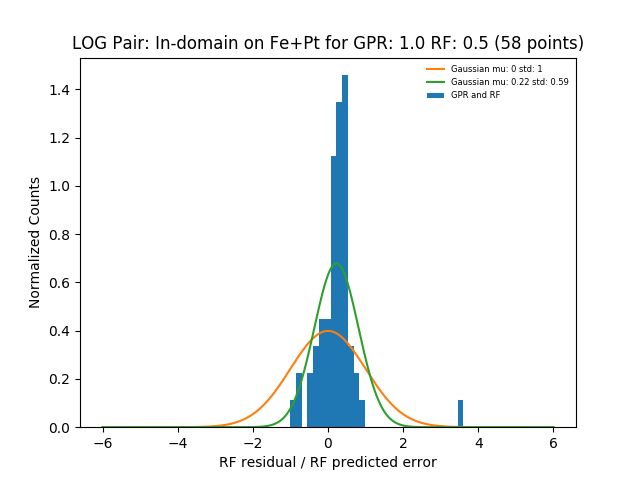 LOG Pair: In-domain on Fe+Pt for GPR: 1.0 RF: 0.5 (58 points)
Gaussian mu: 0 std: 1
Gaussian mu: 0.22 std: 0.59
GPR and RF
Normalized Counts
1.4
1.2
1.0
0.8
0.6
0.4
0.2
0.0
−6 −4 −2 0 2 4 6
RF residual / RF predicted error